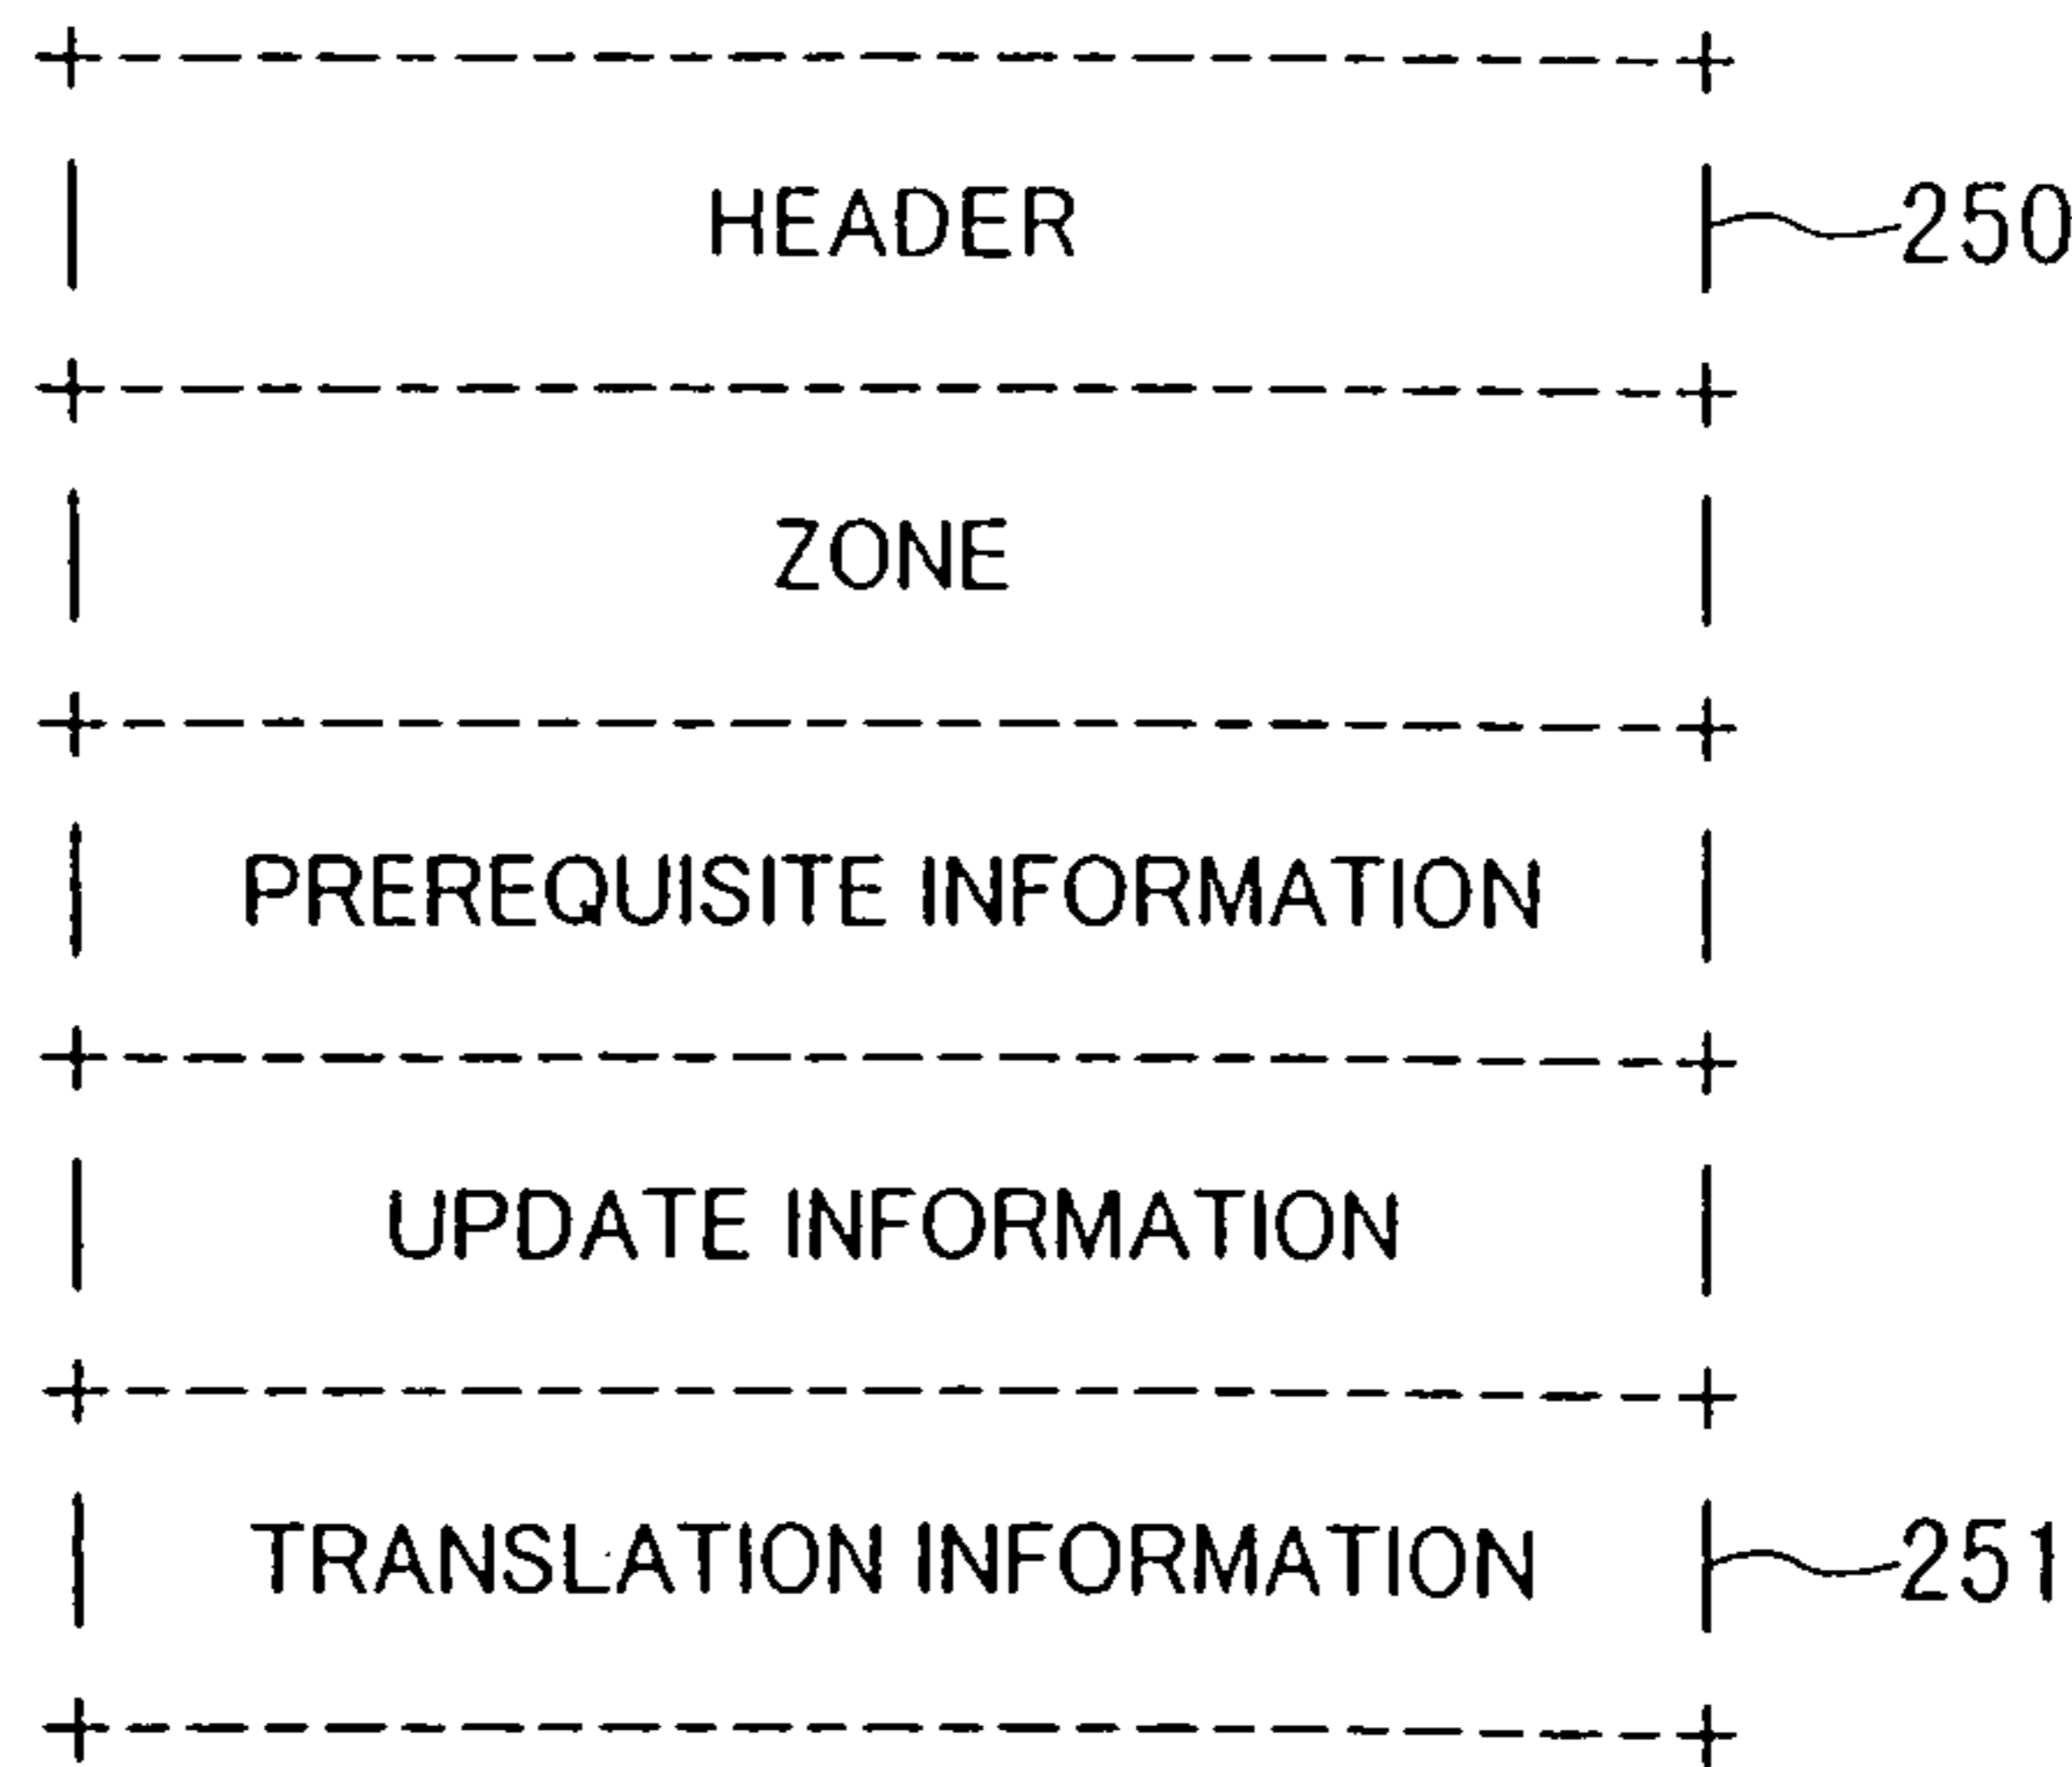 HEADER 250
ZONE
PREREQUISITE INFORMATION
UPDATE INFORMATION
TRANSLATION INFORMATION 251